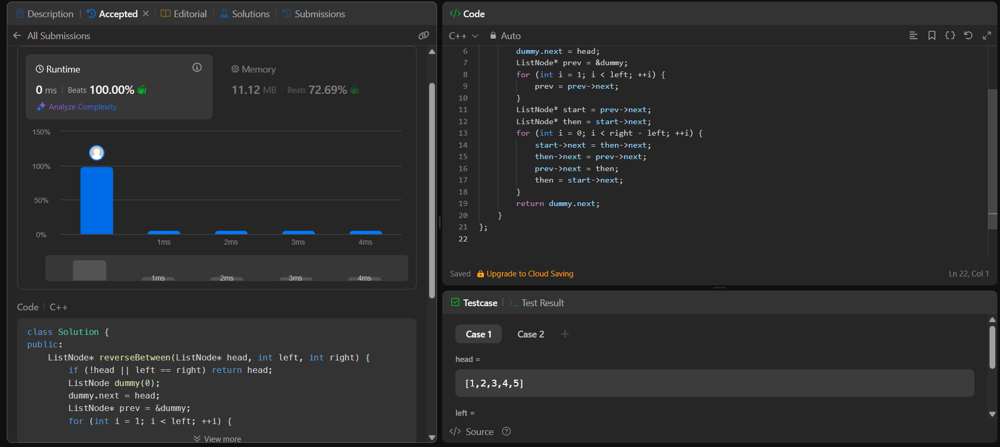 Description | Accepted | Editorial | Solutions | Submissions
All Submissions
Runtime
0 ms | Beats 100.00%
Analyze Complexity
Memory
11.12 MB | Beats 72.69%
150%
100%
50%
0%
1ms 2ms 3ms 4ms
1ms 2ms 3ms 4ms
Code | C++
class Solution {
public:
    ListNode* reverseBetween(ListNode* head, int left, int right) {
        if (!head || left == right) return head;
        ListNode dummy(0);
        dummy.next = head;
        ListNode* prev = &dummy;
        for (int i = 1; i < left; ++i) {
View more
</> Code
C++ Auto
6 dummy.next = head;
7 ListNode* prev = &dummy;
8 for (int i = 1; i < left; ++i) {
9 prev = prev->next;
10 }
11 ListNode* start = prev->next;
12 ListNode* then = start->next;
13 for (int i = 0; i < right - left; ++i) {
14 start->next = then->next;
15 then->next = prev->next;
16 prev->next = then;
17 then = start->next;
18 }
19 return dummy.next;
20 }
21 };
22
Saved Upgrade to Cloud Saving Ln 22, Col 1
Testcase | >_ Test Result
Case 1 Case 2 +
head =
[1,2,3,4,5]
left =
</> Source ?